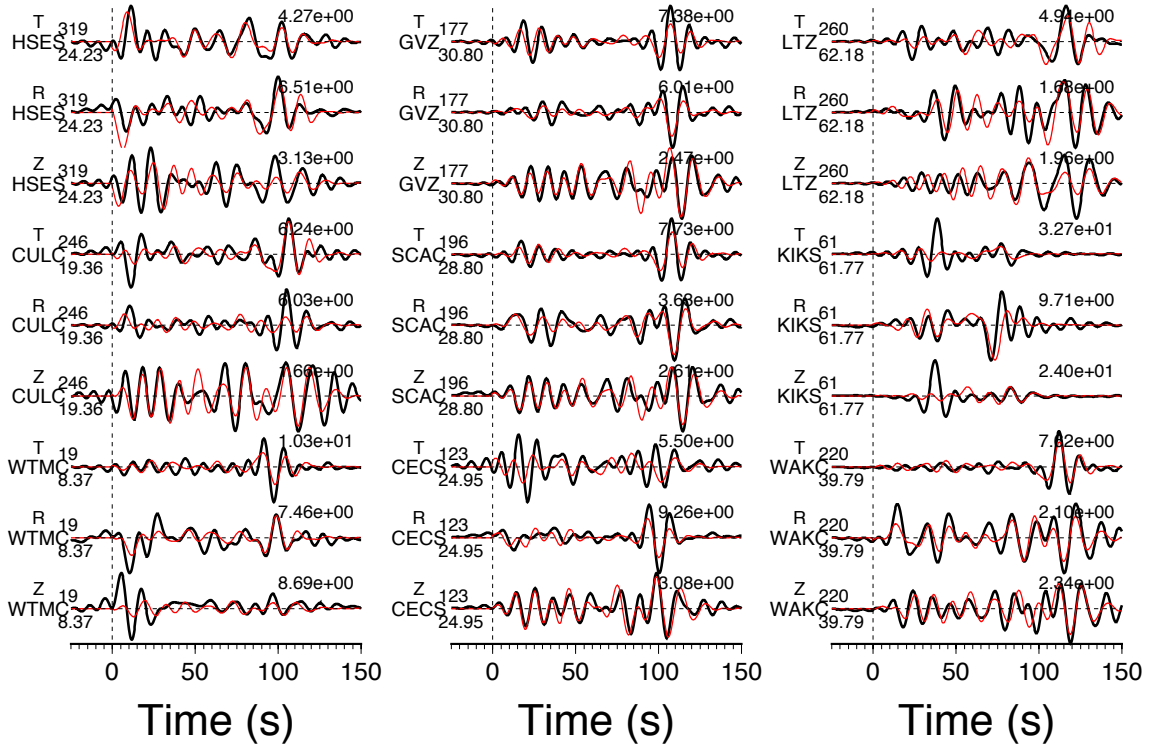 T
HSES 319
24.23
4.27e+00
R
HSES 319
24.23
6.51e+00
Z
HSES 319
24.23
3.13e+00
T
CULC 246
19.36
6.24e+00
R
CULC 246
19.36
6.03e+00
Z
CULC 246
19.36
1.66e+00
T
WTMC 19
8.37
1.03e+01
R
WTMC 19
8.37
7.46e+00
Z
WTMC 19
8.37
8.69e+00
0 50 100 150
Time (s)
T
GVZ 177
30.80
7.38e+00
R
GVZ 177
30.80
6.01e+00
Z
GVZ 177
30.80
2.47e+00
T
SCAC 196
28.80
7.73e+00
R
SCAC 196
28.80
3.63e+00
Z
SCAC 196
28.80
2.61e+00
T
CECS 123
24.95
5.50e+00
R
CECS 123
24.95
9.26e+00
Z
CECS 123
24.95
3.08e+00
0 50 100 150
Time (s)
T
LTZ 260
62.18
4.94e+00
R
LTZ 260
62.18
1.68e+00
Z
LTZ 260
62.18
1.96e+00
T
KIKS 61
61.77
3.27e+01
R
KIKS 61
61.77
9.71e+00
Z
KIKS 61
61.77
2.40e+01
T
WAKC 220
39.79
7.62e+00
R
WAKC 220
39.79
2.10e+00
Z
WAKC 220
39.79
2.34e+00
0 50 100 150
Time (s)